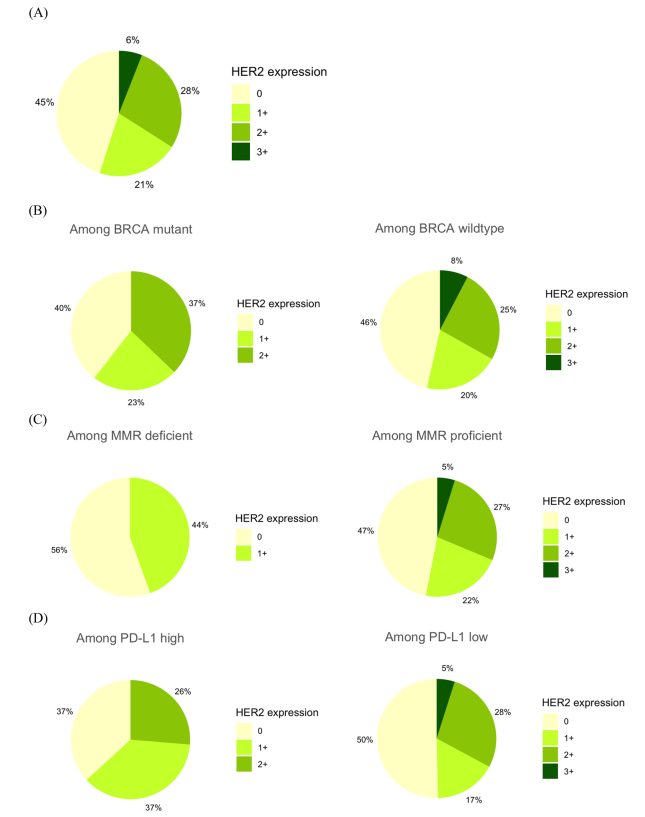 (A)
6%
28%
21%
45%
HER2 expression
0
1+
2+
3+
(B)
Among BRCA mutant
37%
23%
40%
HER2 expression
0
1+
2+
Among BRCA wildtype
8%
25%
20%
46%
HER2 expression
0
1+
2+
3+
(C)
Among MMR deficient
44%
56%
HER2 expression
0
1+
Among MMR proficient
5%
27%
22%
47%
HER2 expression
0
1+
2+
3+
(D)
Among PD-L1 high
26%
37%
37%
HER2 expression
0
1+
2+
Among PD-L1 low
5%
28%
17%
50%
HER2 expression
0
1+
2+
3+